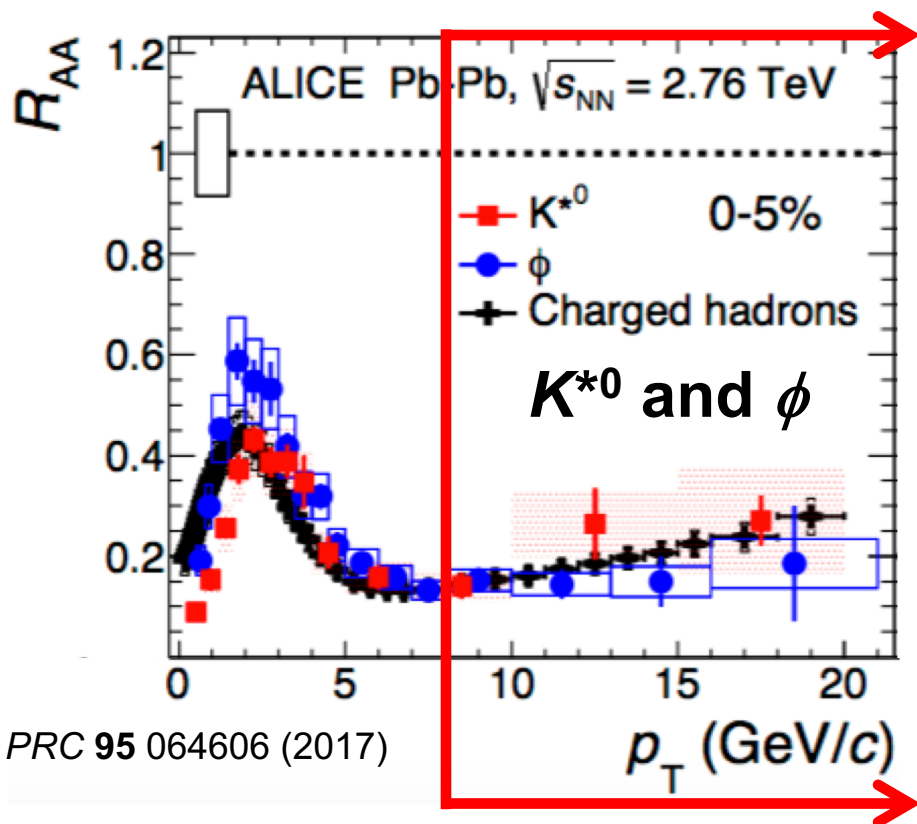 R_AA
1.2
1
0.8
0.6
0.4
0.2
ALICE Pb-Pb, √s_NN = 2.76 TeV
0-5%
K*⁰
ϕ
Charged hadrons
K*⁰ and ϕ
0 5 10 15 20
p_T (GeV/c)
PRC 95 064606 (2017)